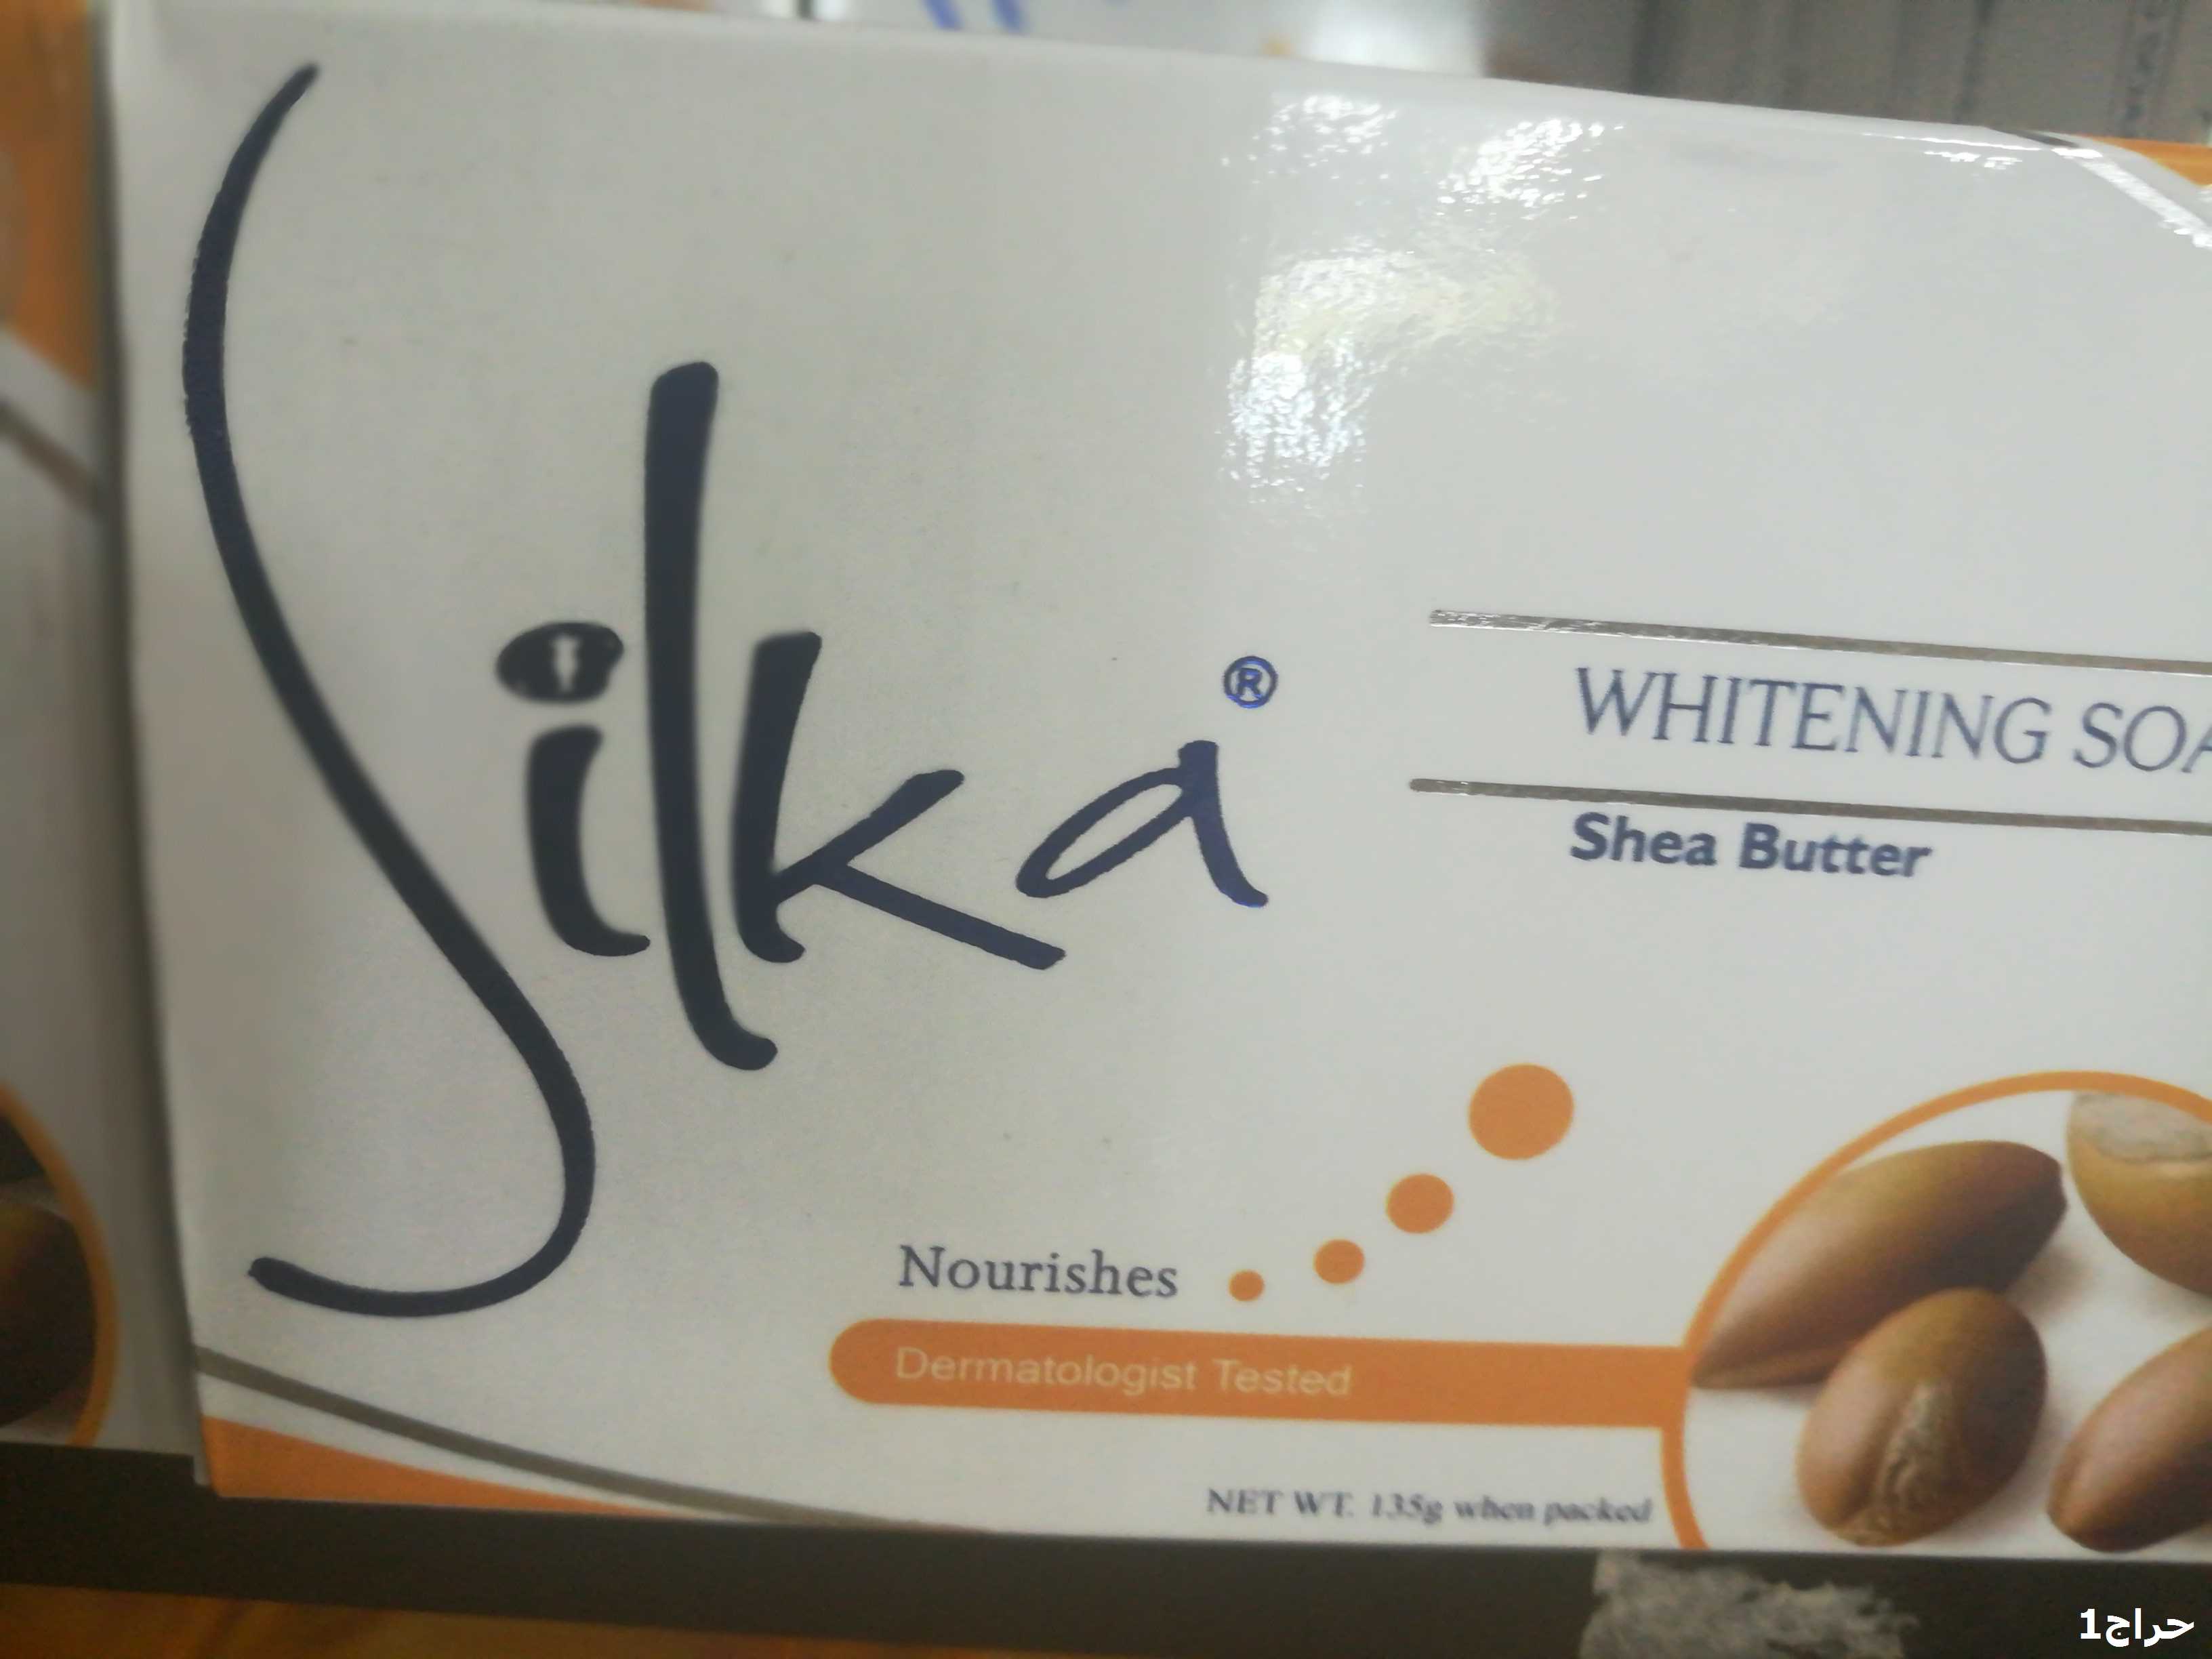 Silka®
WHITENING SOA
Shea Butter
Nourishes
Dermatologist Tested
NET WT. 135g when packed
حراج1